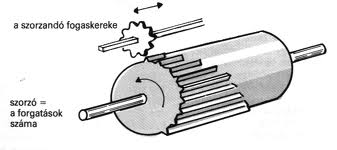 a szorzandó fogaskereke
szorzó =
a forgatások
száma